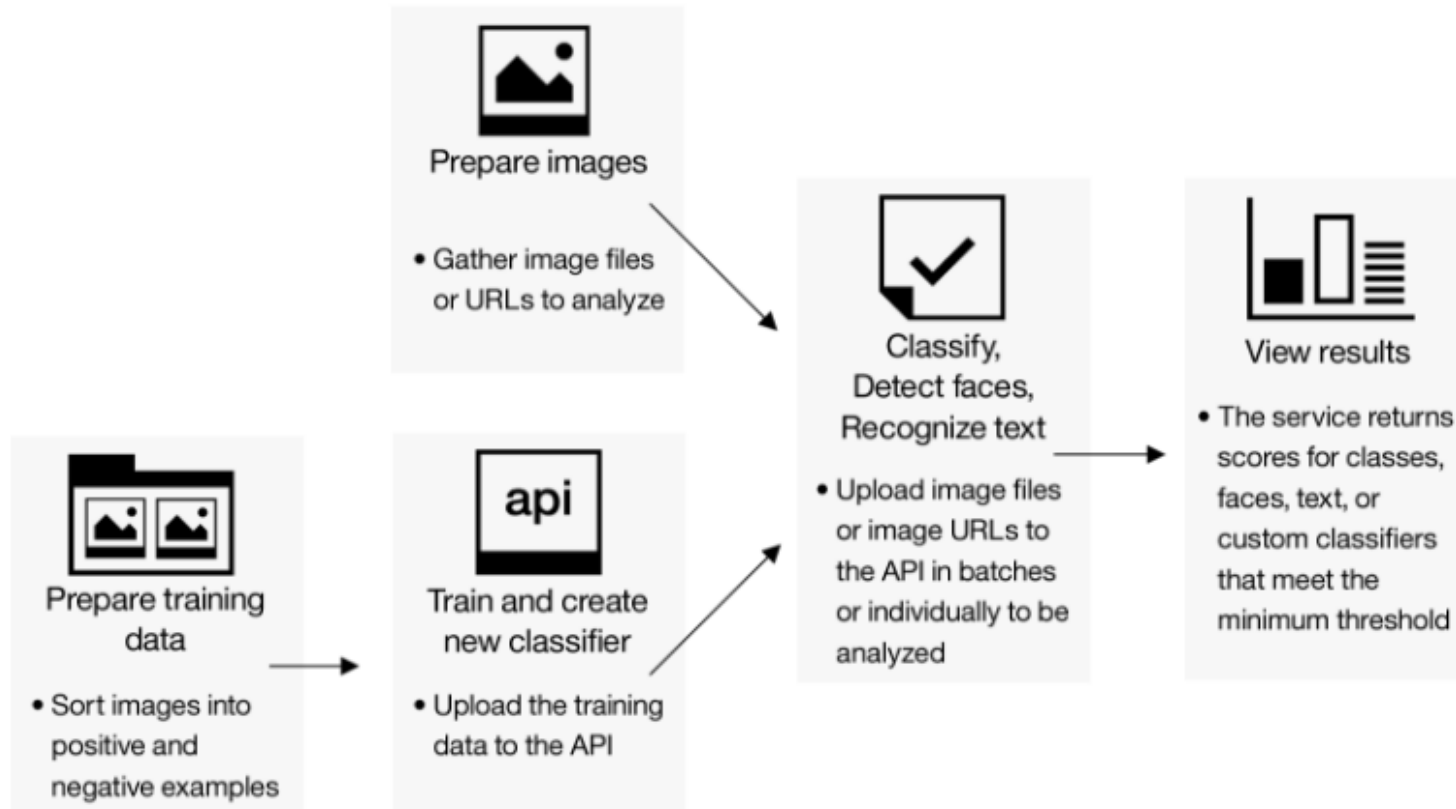 Prepare images
• Gather image files
or URLs to analyze
Prepare training
data
• Sort images into
positive and
negative examples
api
Train and create
new classifier
• Upload the training
data to the API
Classify,
Detect faces,
Recognize text
• Upload image files
or image URLs to
the API in batches
or individually to be
analyzed
View results
• The service returns
scores for classes,
faces, text, or
custom classifiers
that meet the
minimum threshold